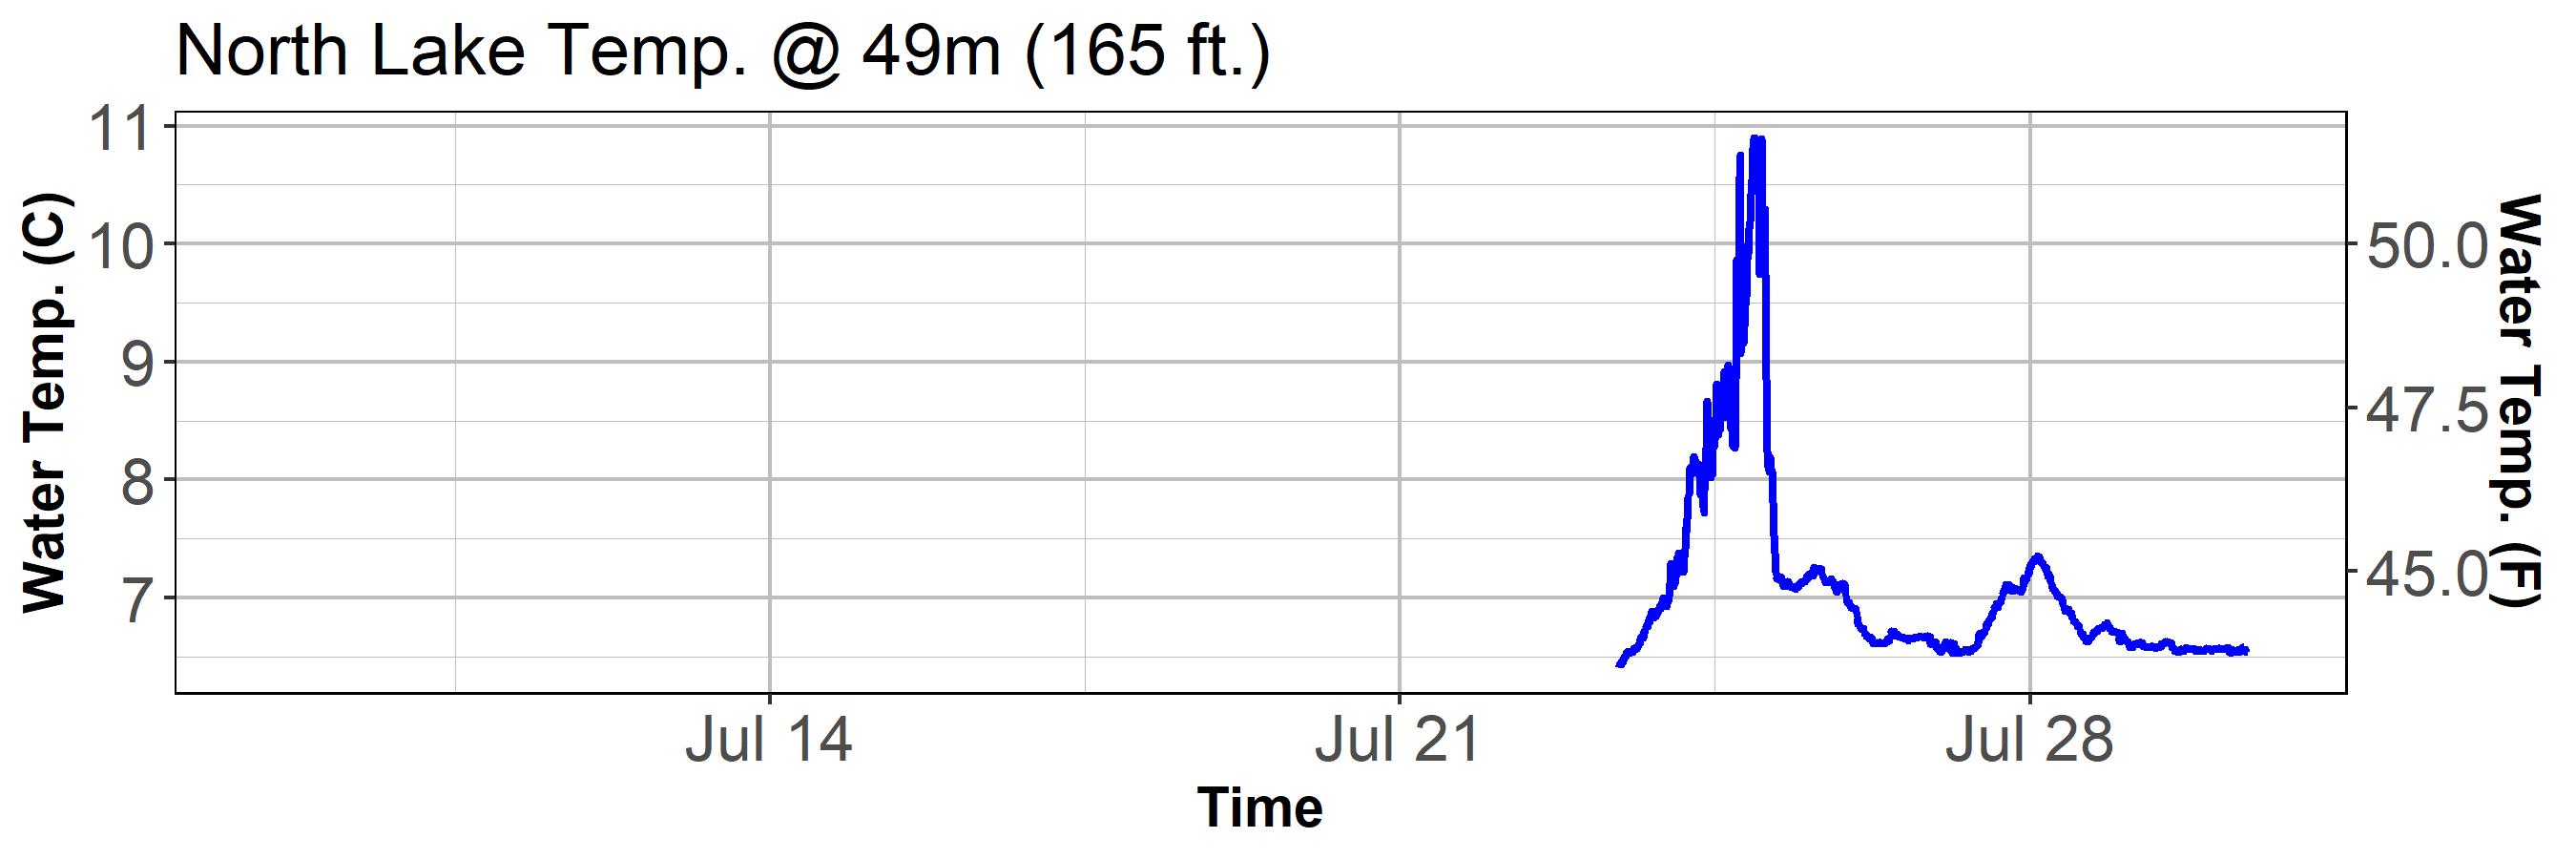 North Lake Temp. @ 49m (165 ft.)
Water Temp. (C)
11
10
9
8
7
50.0
47.5
45.0
Water Temp. (F)
Jul 14
Jul 21
Jul 28
Time